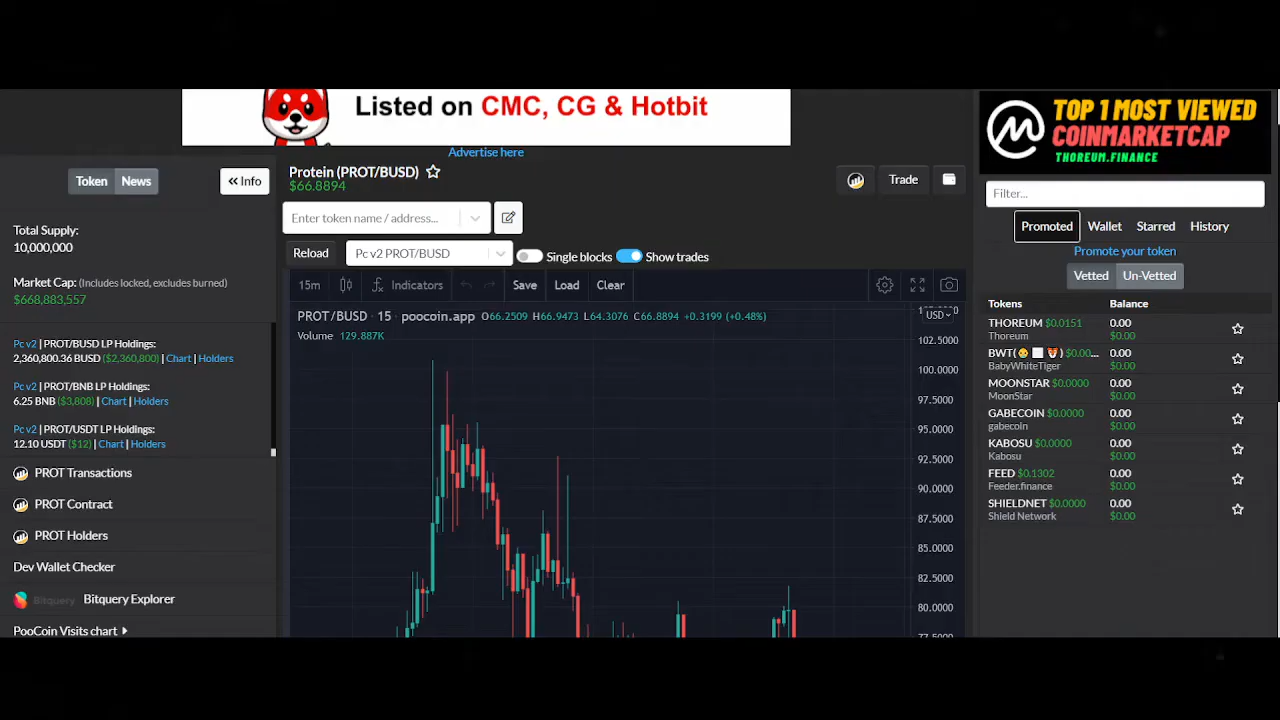 Listed on CMC, CG & Hotbit
Advertise here
TOP 1 MOST VIEWED
COINMARKETCAP
THOREUM.FINANCE
Token News
Info
Protein (PROT/BUSD)
$66.8894
Trade
Filter...
Enter token name / address...
Promoted Wallet Starred History
Promote your token
Vetted Un-Vetted
Total Supply:
10,000,000
Market Cap: (Includes locked, excludes burned)
$668,883,557
Reload Pc v2 PROT/BUSD Single blocks Show trades
15m Indicators Save Load Clear
PROT/BUSD · 15 · poocoin.app O66.2509 H66.9473 L64.3076 C66.8894 +0.3199 (+0.48%)
Volume 129.887K
USD
102.5000
100.0000
97.5000
95.0000
92.5000
90.0000
87.5000
85.0000
82.5000
80.0000
77.5000
Pc v2 | PROT/BUSD LP Holdings:
2,360,800.36 BUSD ($2,360,800) | Chart | Holders
Pc v2 | PROT/BNB LP Holdings:
6.25 BNB ($3,808) | Chart | Holders
Pc v2 | PROT/USDT LP Holdings:
12.10 USDT ($12) | Chart | Holders
PROT Transactions
PROT Contract
PROT Holders
Dev Wallet Checker
Bitquery Bitquery Explorer
PooCoin Visits chart
Tokens Balance
THOREUM $0.0151 0.00
Thoreum $0.00
BWT( ) $0.00... 0.00
BabyWhiteTiger $0.00
MOONSTAR $0.0000 0.00
MoonStar $0.00
GABECOIN $0.0000 0.00
gabecoin $0.00
KABOSU $0.0000 0.00
Kabosu $0.00
FEED $0.1302 0.00
Feeder.finance $0.00
SHIELDNET $0.0000 0.00
Shield Network $0.00